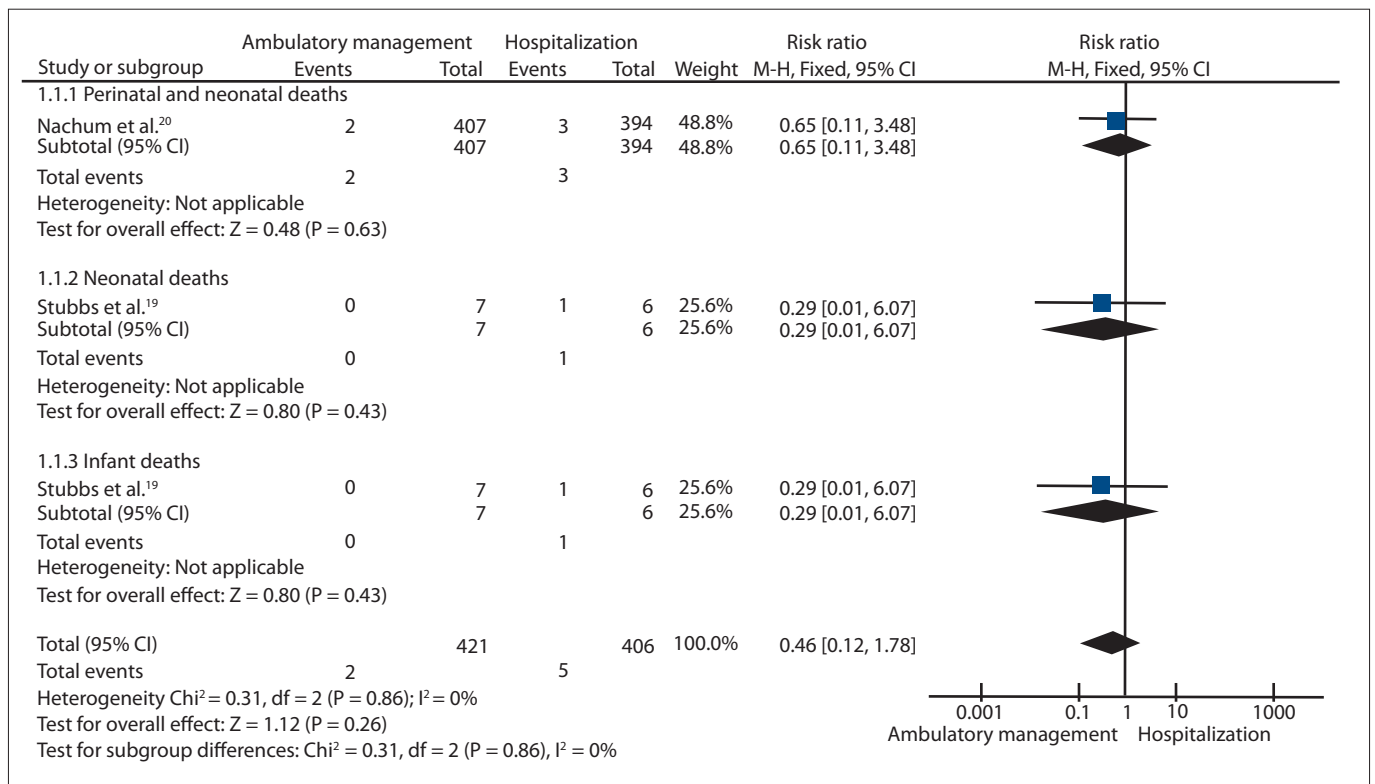 Ambulatory management Hospitalization Risk ratio Risk ratio
Study or subgroup Events Total Events Total Weight M-H, Fixed, 95% CI M-H, Fixed, 95% CI
1.1.1 Perinatal and neonatal deaths
Nachum et al.²⁰ 2 407 3 394 48.8% 0.65 [0.11, 3.48]
Subtotal (95% CI) 407 394 48.8% 0.65 [0.11, 3.48]
Total events 2 3
Heterogeneity: Not applicable
Test for overall effect: Z = 0.48 (P = 0.63)
1.1.2 Neonatal deaths
Stubbs et al.¹⁹ 0 7 1 6 25.6% 0.29 [0.01, 6.07]
Subtotal (95% CI) 7 6 25.6% 0.29 [0.01, 6.07]
Total events 0 1
Heterogeneity: Not applicable
Test for overall effect: Z = 0.80 (P = 0.43)
1.1.3 Infant deaths
Stubbs et al.¹⁹ 0 7 1 6 25.6% 0.29 [0.01, 6.07]
Subtotal (95% CI) 7 6 25.6% 0.29 [0.01, 6.07]
Total events 0 1
Heterogeneity: Not applicable
Test for overall effect: Z = 0.80 (P = 0.43)
Total (95% CI) 421 406 100.0% 0.46 [0.12, 1.78]
Total events 2 5
Heterogeneity Chi² = 0.31, df = 2 (P = 0.86); I² = 0%
Test for overall effect: Z = 1.12 (P = 0.26)
Test for subgroup differences: Chi² = 0.31, df = 2 (P = 0.86), I² = 0%
0.001 0.1 1 10 1000
Ambulatory management Hospitalization